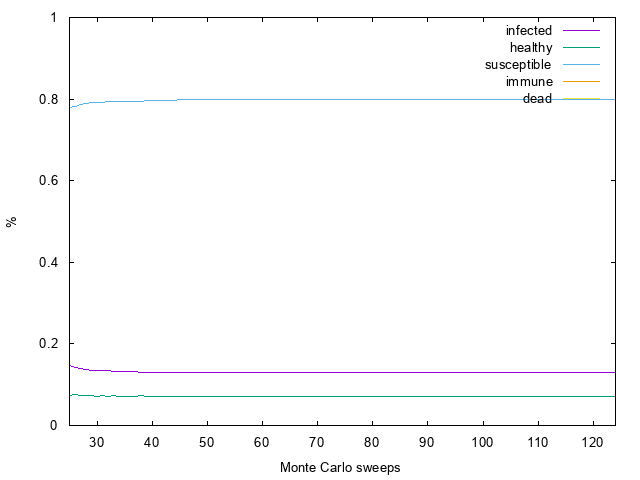 1
infected
healthy
susceptible
immune
dead
0.8
0.6
%
0.4
0.2
0
30 40 50 60 70 80 90 100 110 120
Monte Carlo sweeps